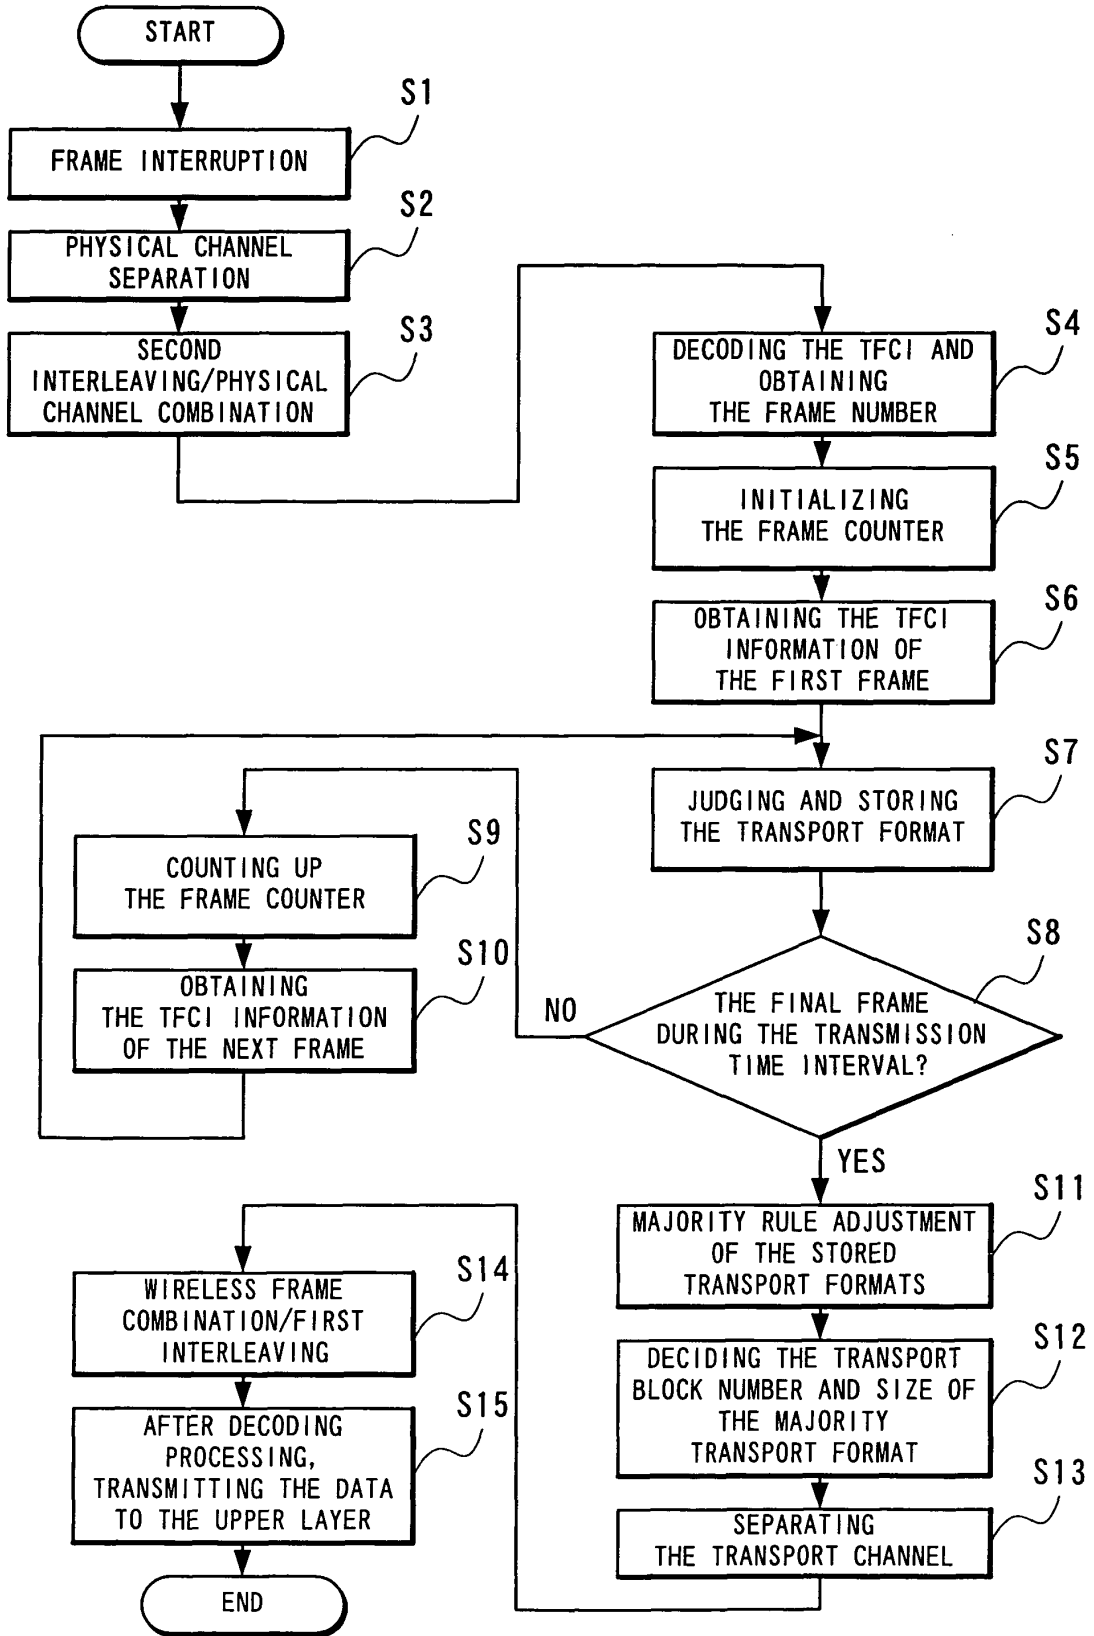 START
S1
FRAME INTERRUPTION
S2
PHYSICAL CHANNEL
SEPARATION
S3
SECOND
INTERLEAVING/PHYSICAL
CHANNEL COMBINATION
S4
DECODING THE TFCI AND
OBTAINING
THE FRAME NUMBER
S5
INITIALIZING
THE FRAME COUNTER
S6
OBTAINING THE TFCI
INFORMATION OF
THE FIRST FRAME
S7
JUDGING AND STORING
THE TRANSPORT FORMAT
S8
THE FINAL FRAME
DURING THE TRANSMISSION
TIME INTERVAL?
NO
S9
COUNTING UP
THE FRAME COUNTER
S10
OBTAINING
THE TFCI INFORMATION
OF THE NEXT FRAME
YES
S11
MAJORITY RULE ADJUSTMENT
OF THE STORED
TRANSPORT FORMATS
S12
DECIDING THE TRANSPORT
BLOCK NUMBER AND SIZE OF
THE MAJORITY
TRANSPORT FORMAT
S13
SEPARATING
THE TRANSPORT CHANNEL
S14
WIRELESS FRAME
COMBINATION/FIRST
INTERLEAVING
S15
AFTER DECODING
PROCESSING,
TRANSMITTING THE DATA
TO THE UPPER LAYER
END